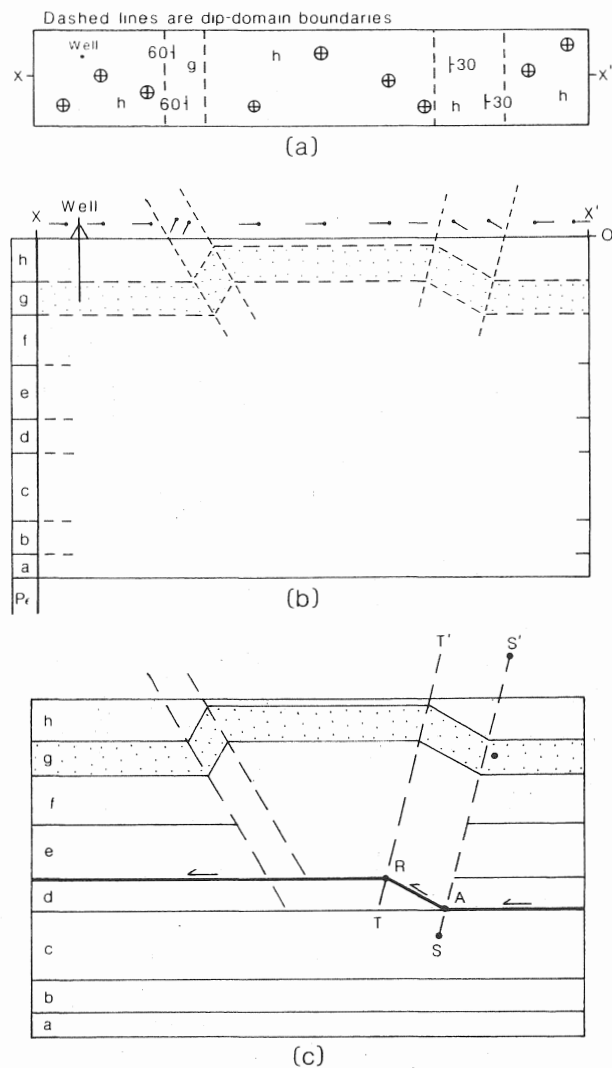 Dashed lines are dip-domain boundaries
Well
60
g
h
30
X
X'
h
60
h
30
h
(a)
X
Well
X'
O
h
g
f
e
d
c
b
a
Pϵ
(b)
T'
S'
h
g
f
e
R
d
A
T
c
S
b
a
(c)